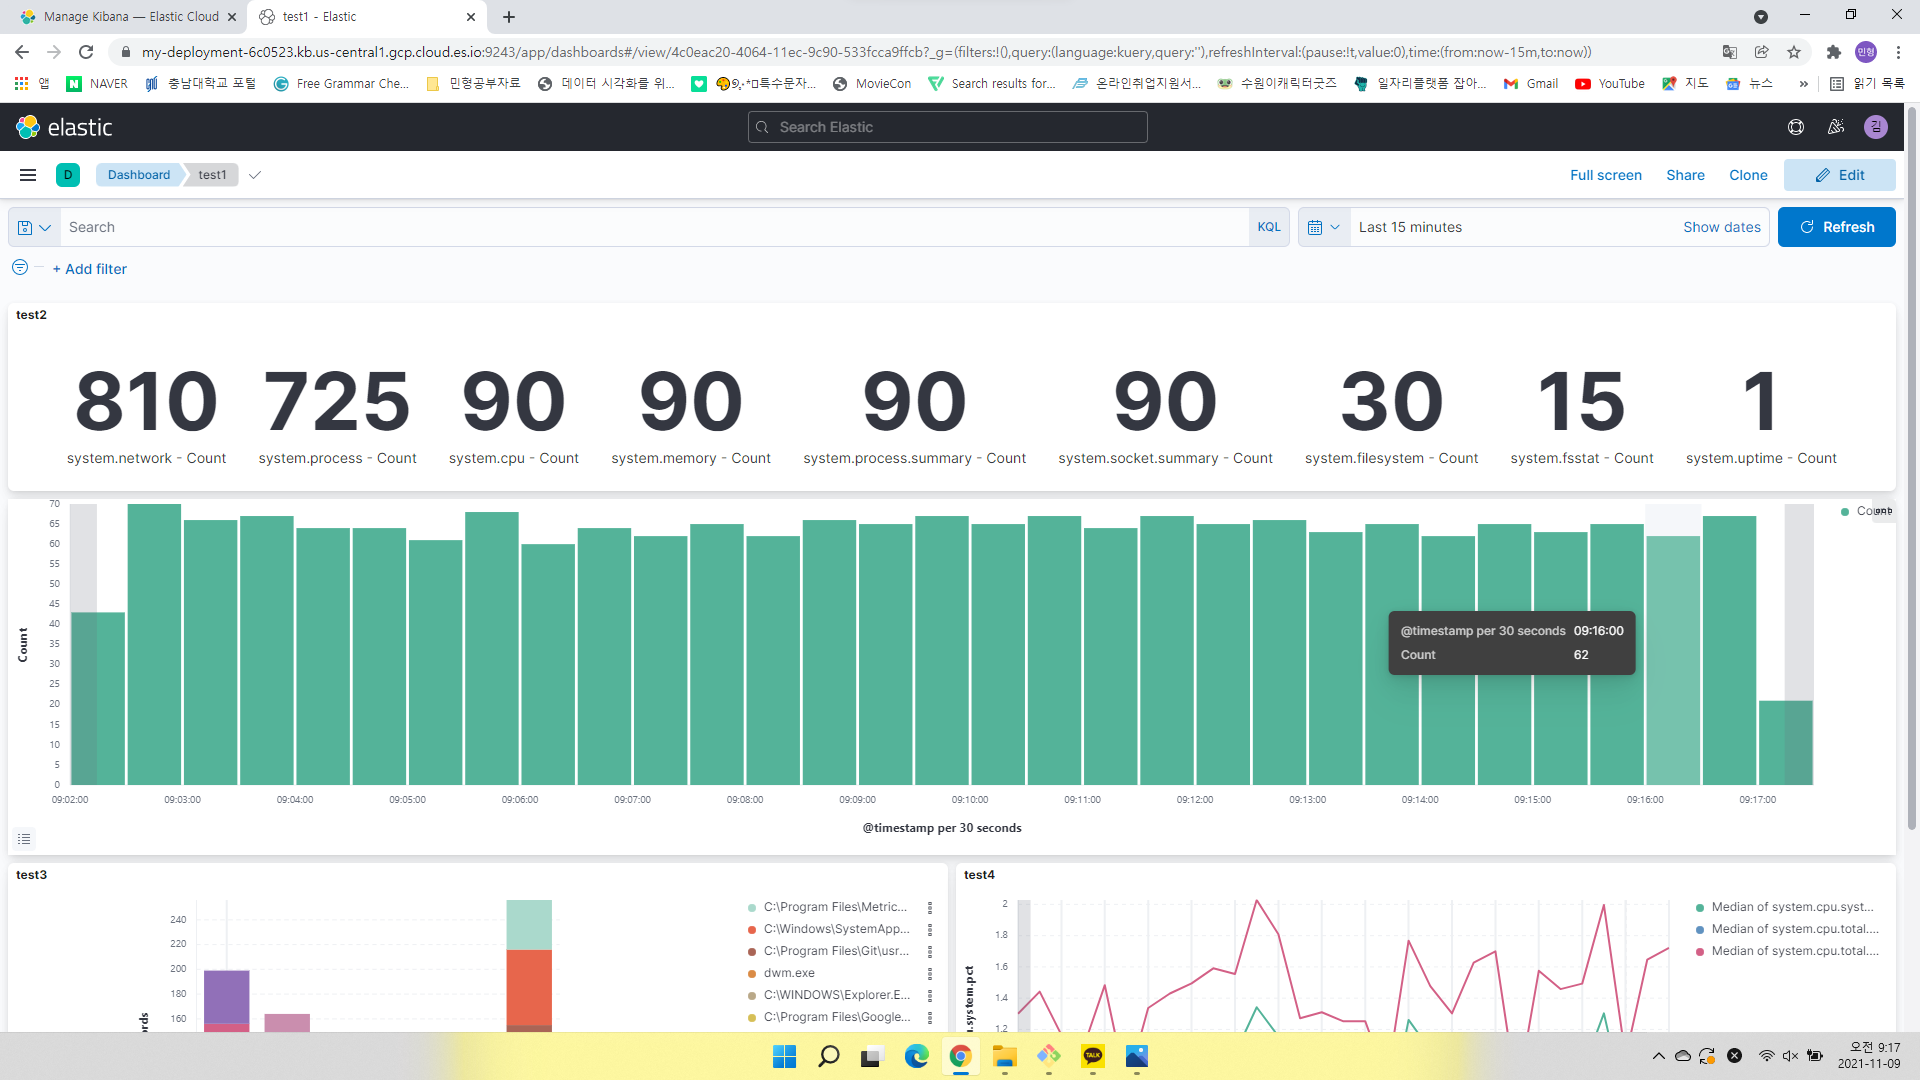 Manage Kibana — Elastic Cloud
test1 - Elastic
my-deployment-6c0523.kb.us-central1.gcp.cloud.es.io:9243/app/dashboards#/view/4c0eac20-4064-11ec-9c90-533fcca9ffcb?_g=(filters:!(),query:(language:kuery,query:''),refreshInterval:(pause:!t,value:0),time:(from:now-15m,to:now))
민형
앱
NAVER
충남대학교 포털
Free Grammar Che...
민형공부자료
데이터 시각화를 위...
MovieCon
Search results for...
온라인취업지원서...
수원이캐릭터굿즈
일자리플랫폼 잡아...
Gmail
YouTube
지도
뉴스
»
읽기 목록
elastic
Search Elastic
김
D
Dashboard
test1
Full screen
Share
Clone
Edit
Search
KQL
Last 15 minutes
Show dates
Refresh
+ Add filter
test2
810 725 90 90 90 90 30 15 1
system.network - Count
system.process - Count
system.cpu - Count
system.memory - Count
system.process.summary - Count
system.socket.summary - Count
system.filesystem - Count
system.fsstat - Count
system.uptime - Count
70
65
60
55
50
45
40
35
30
25
20
15
10
5
0
Count
09:02:00 09:03:00 09:04:00 09:05:00 09:06:00 09:07:00 09:08:00 09:09:00 09:10:00 09:11:00 09:12:00 09:13:00 09:14:00 09:15:00 09:16:00 09:17:00
@timestamp per 30 seconds
@timestamp per 30 seconds 09:16:00
Count 62
test3
240
220
200
180
160
C:\Program Files\Metric...
C:\Windows\SystemApp...
C:\Program Files\Git\usr...
dwm.exe
C:\WINDOWS\Explorer.E...
C:\Program Files\Google...
test4
2
1.8
1.6
1.4
1.2
Median of system.cpu.syst...
Median of system.cpu.total....
Median of system.cpu.total....
TALK
오전 9:17
2021-11-09